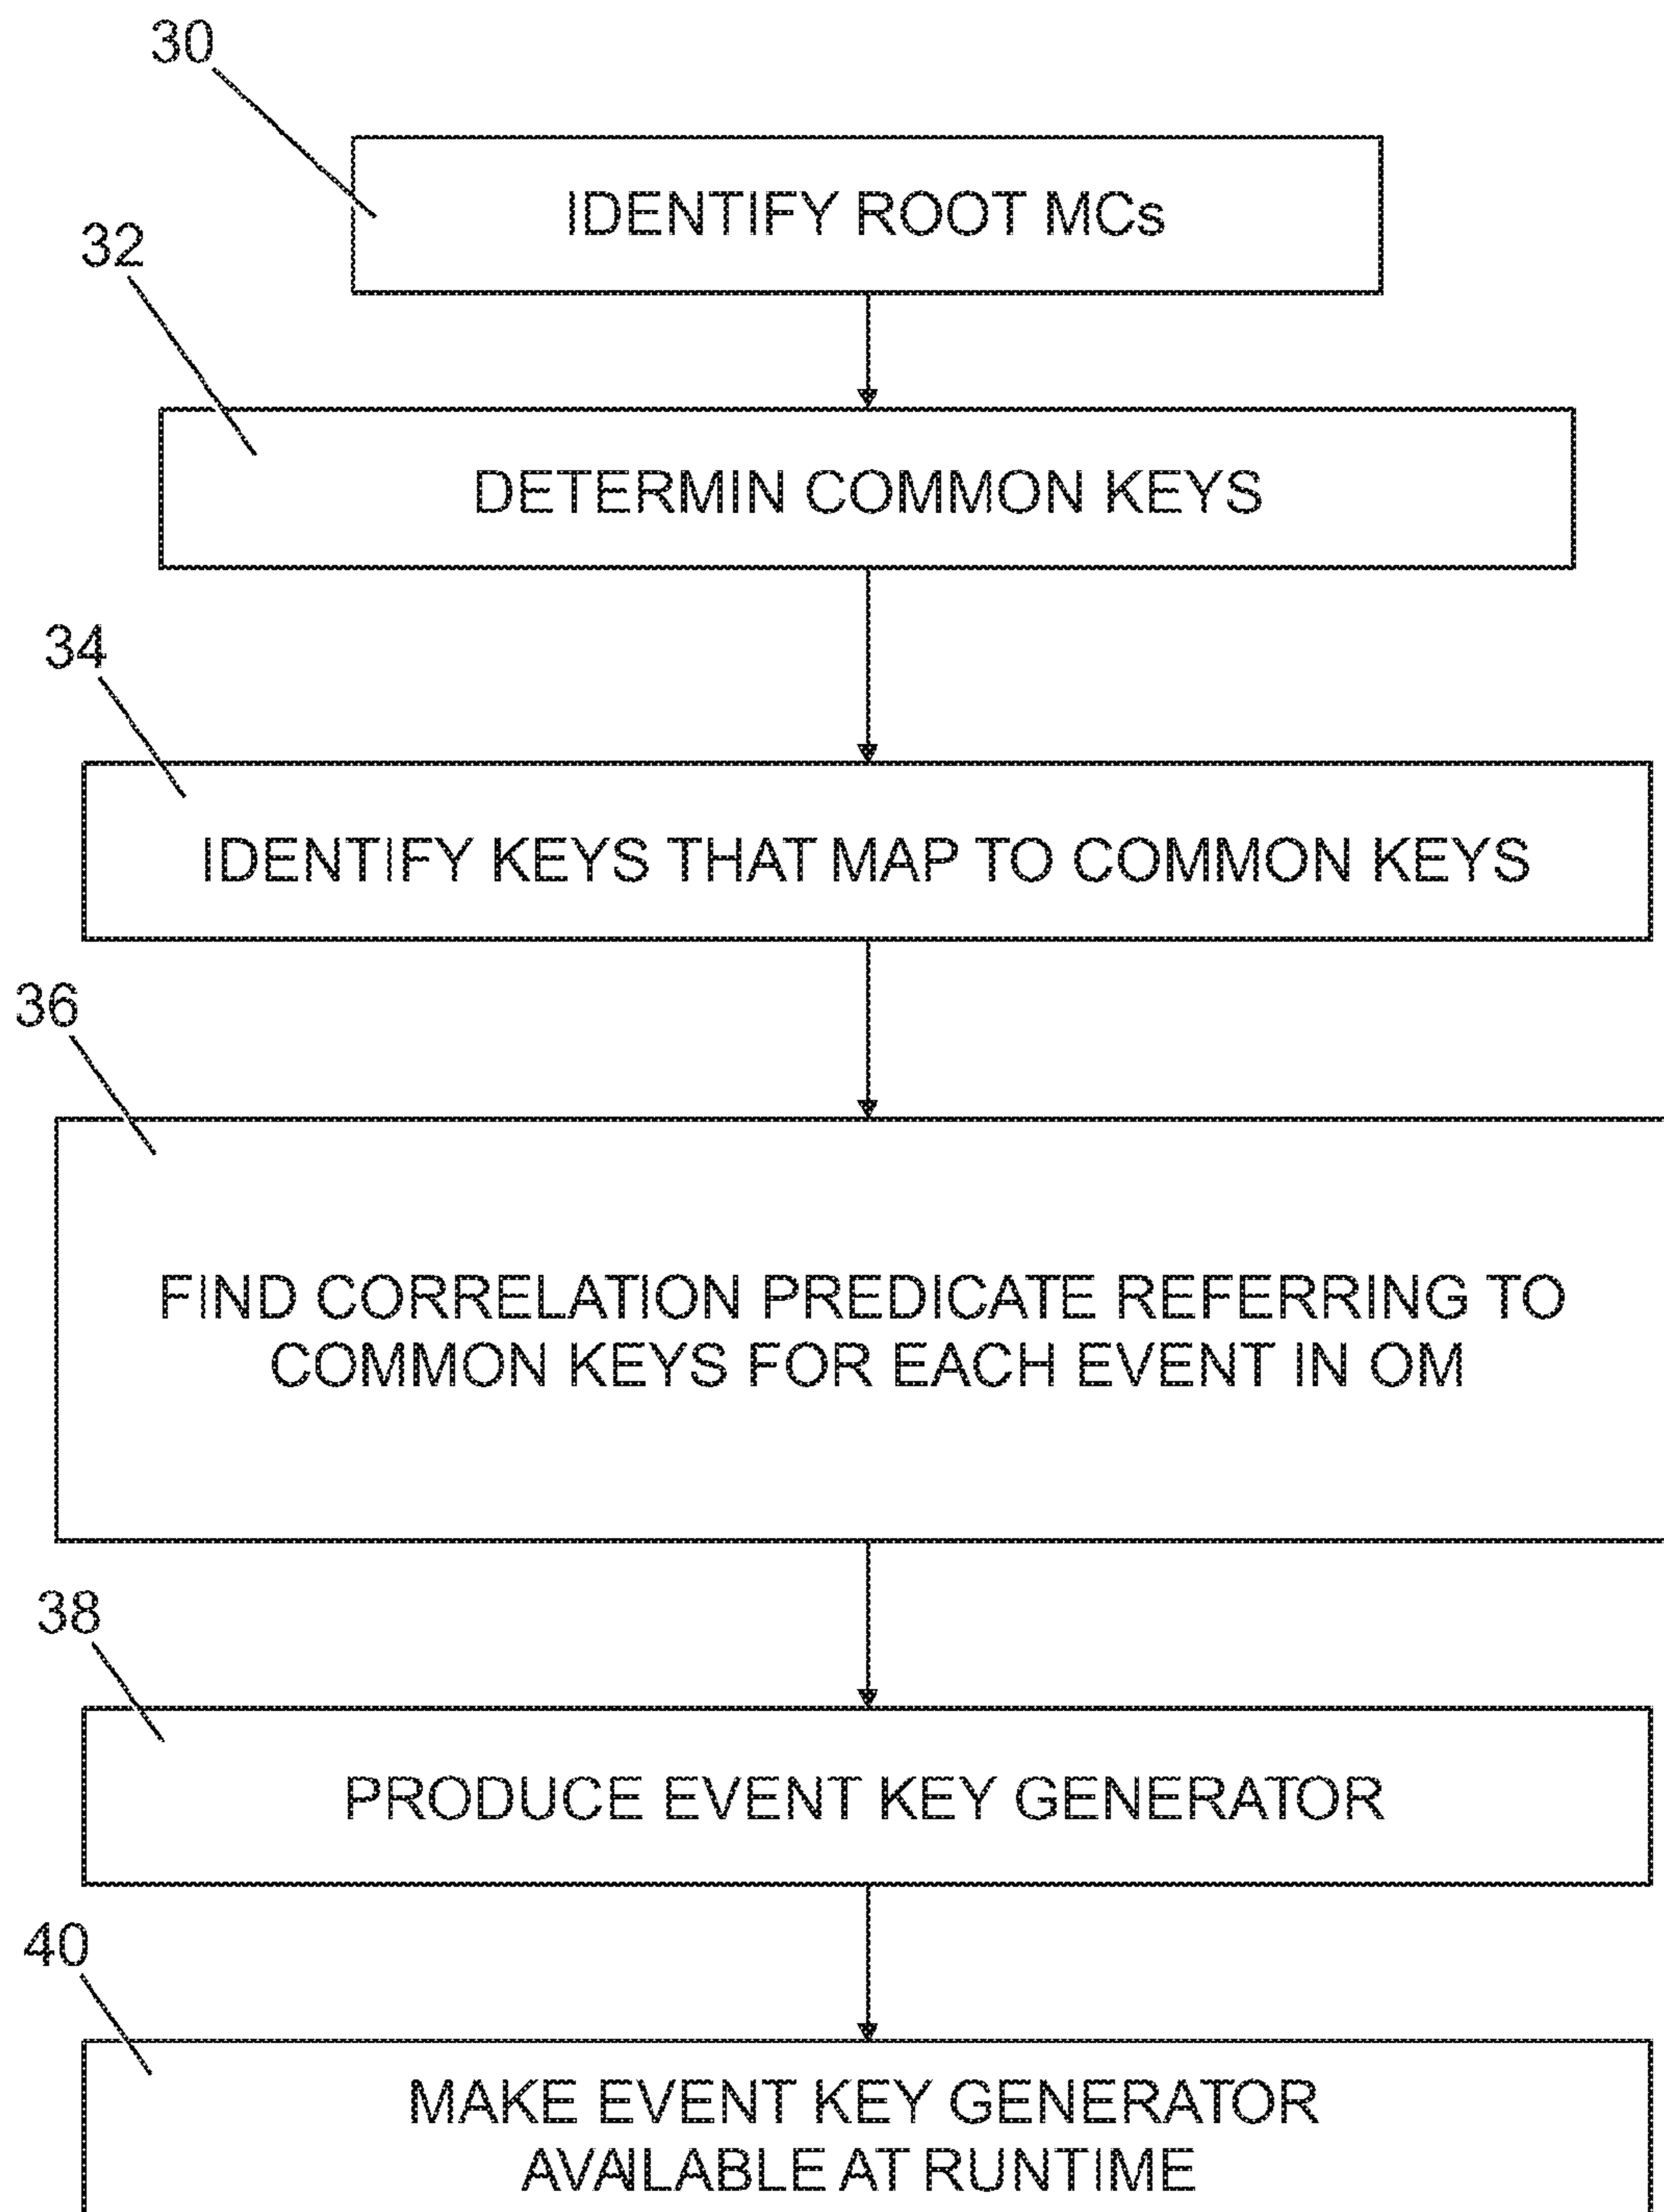 30
IDENTIFY ROOT MCs
32
DETERMIN COMMON KEYS
34
IDENTIFY KEYS THAT MAP TO COMMON KEYS
36
FIND CORRELATION PREDICATE REFERRING TO
COMMON KEYS FOR EACH EVENT IN OM
38
PRODUCE EVENT KEY GENERATOR
40
MAKE EVENT KEY GENERATOR
AVAILABLE AT RUNTIME